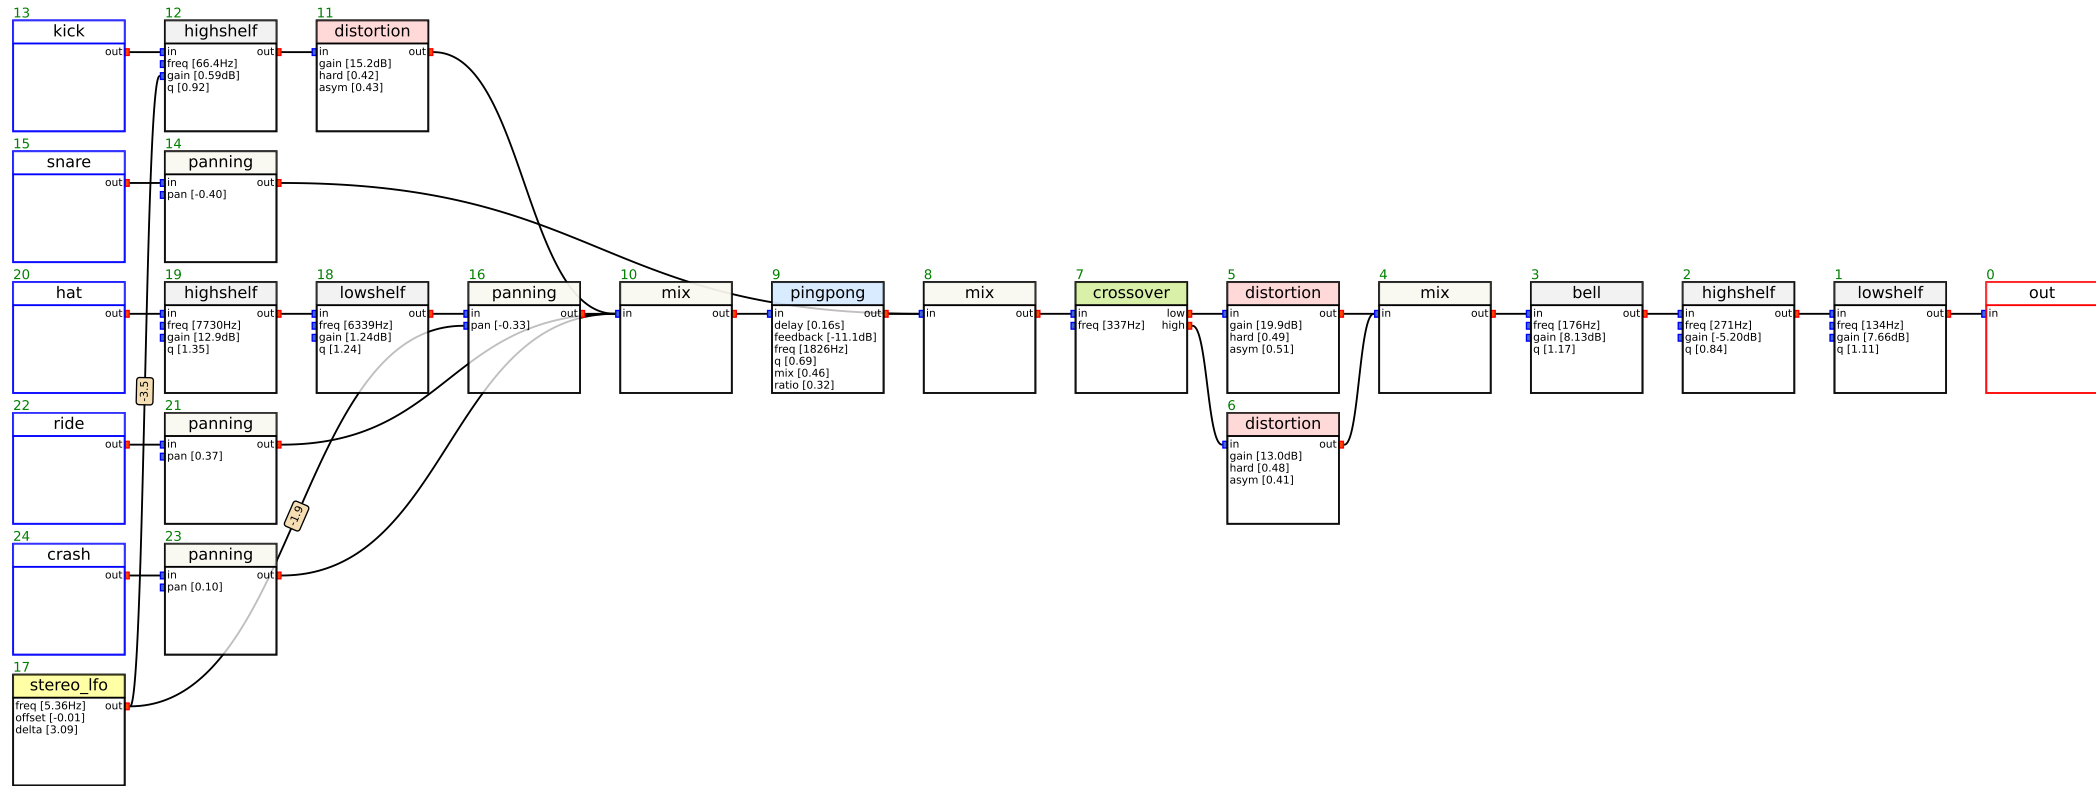 13
kick
out
12
highshelf
in out
freq [66.4Hz]
gain [0.59dB]
q [0.92]
11
distortion
in out
gain [15.2dB]
hard [0.42]
asym [0.43]
15
snare
out
14
panning
in out
pan [-0.40]
20
hat
out
19
highshelf
in out
freq [7730Hz]
gain [12.9dB]
q [1.35]
18
lowshelf
in out
freq [6339Hz]
gain [1.24dB]
q [1.24]
16
panning
in out
pan [-0.33]
10
mix
in out
9
pingpong
in out
delay [0.16s]
feedback [-11.1dB]
freq [1826Hz]
q [0.69]
mix [0.46]
ratio [0.32]
8
mix
in out
7
crossover
in low
freq [337Hz] high
5
distortion
in out
gain [19.9dB]
hard [0.49]
asym [0.51]
4
mix
in out
3
bell
in out
freq [176Hz]
gain [8.13dB]
q [1.17]
2
highshelf
in out
freq [271Hz]
gain [-5.20dB]
q [0.84]
1
lowshelf
in out
freq [134Hz]
gain [7.66dB]
q [1.11]
0
out
in
-3.5
22
ride
out
21
panning
in out
pan [0.37]
6
distortion
in out
gain [13.0dB]
hard [0.48]
asym [0.41]
-1.9
24
crash
out
23
panning
in out
pan [0.10]
17
stereo_lfo
freq [5.36Hz] out
offset [-0.01]
delta [3.09]